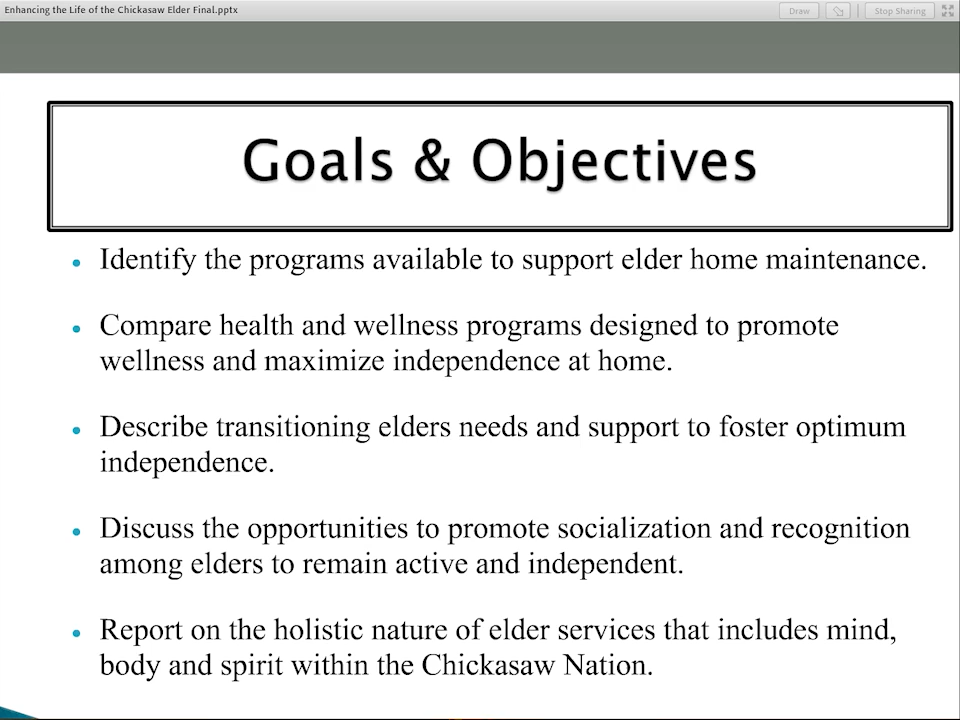 Enhancing the Life of the Chickasaw Elder Final.pptx
Draw
Stop Sharing
Goals & Objectives
Identify the programs available to support elder home maintenance.
Compare health and wellness programs designed to promote
wellness and maximize independence at home.
Describe transitioning elders needs and support to foster optimum
independence.
Discuss the opportunities to promote socialization and recognition
among elders to remain active and independent.
Report on the holistic nature of elder services that includes mind,
body and spirit within the Chickasaw Nation.